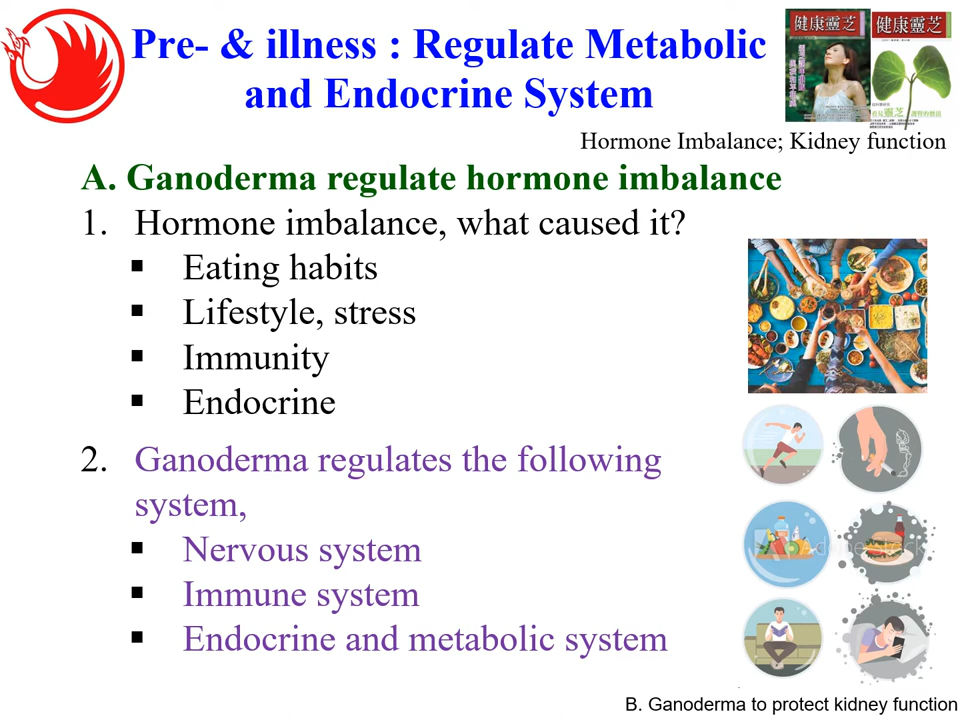 Pre- & illness : Regulate Metabolic
and Endocrine System
健康靈芝
健康靈芝
Hormone Imbalance; Kidney function
A. Ganoderma regulate hormone imbalance
1. Hormone imbalance, what caused it?
▪ Eating habits
▪ Lifestyle, stress
▪ Immunity
▪ Endocrine
2. Ganoderma regulates the following
system,
▪ Nervous system
▪ Immune system
▪ Endocrine and metabolic system
Adobe Stock
B. Ganoderma to protect kidney function